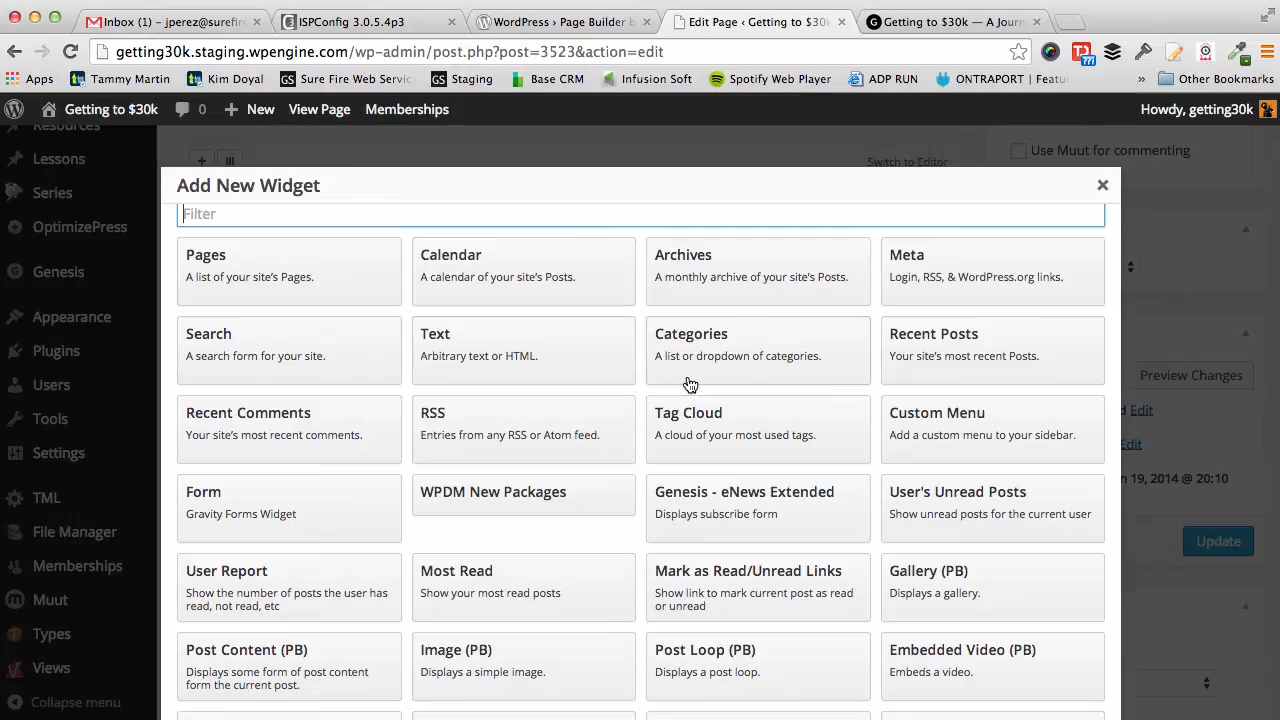 Inbox (1) - jperez@surefire
ISPConfig 3.0.5.4p3
WordPress › Page Builder b
Edit Page ‹ Getting to $30k
Getting to $30k — A Journ
getting30k.staging.wpengine.com/wp-admin/post.php?post=3523&action=edit
Apps
Tammy Martin
Kim Doyal
Sure Fire Web Servic
Staging
Base CRM
Infusion Soft
Spotify Web Player
ADP RUN
ONTRAPORT | Featu
»
Other Bookmarks
Getting to $30k
0
+ New
View Page
Memberships
Howdy, getting30k
Resources
Lessons
Series
OptimizePress
Genesis
Appearance
Plugins
Users
Tools
Settings
TML
File Manager
Memberships
Muut
Types
Views
Collapse menu
Switch to Editor
Use Muut for commenting
Add New Widget
Filter
Pages
A list of your site's Pages.
Calendar
A calendar of your site's Posts.
Archives
A monthly archive of your site's Posts.
Meta
Login, RSS, & WordPress.org links.
Search
A search form for your site.
Text
Arbitrary text or HTML.
Categories
A list or dropdown of categories.
Recent Posts
Your site's most recent Posts.
Recent Comments
Your site's most recent comments.
RSS
Entries from any RSS or Atom feed.
Tag Cloud
A cloud of your most used tags.
Custom Menu
Add a custom menu to your sidebar.
Form
Gravity Forms Widget
WPDM New Packages
Genesis - eNews Extended
Displays subscribe form
User's Unread Posts
Show unread posts for the current user
User Report
Show the number of posts the user has
read, not read, etc
Most Read
Show your most read posts
Mark as Read/Unread Links
Show link to mark current post as read
or unread
Gallery (PB)
Displays a gallery.
Post Content (PB)
Displays some form of post content
form the current post.
Image (PB)
Displays a simple image.
Post Loop (PB)
Displays a post loop.
Embedded Video (PB)
Embeds a video.
Preview Changes
d Edit
Edit
n 19, 2014 @ 20:10
Update